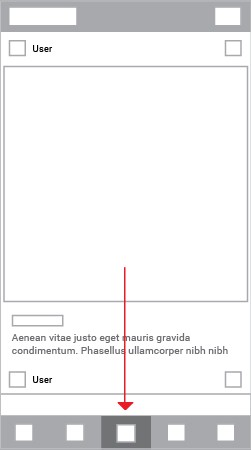 User
Aenean vitae justo eget mauris gravida
condimentum. Phasellus ullamcorper nibh nibh
User